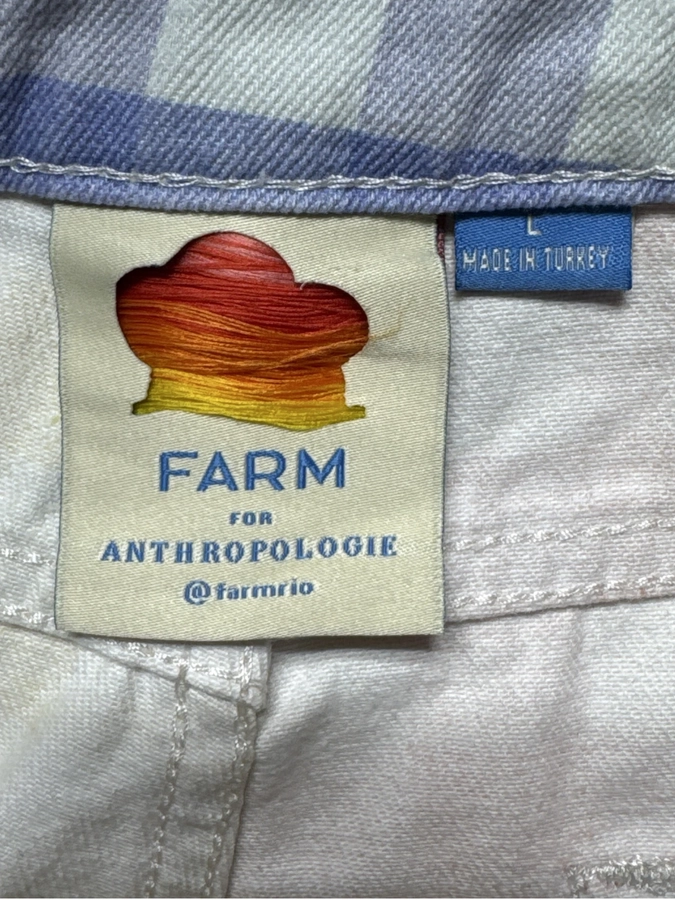 FARM
FOR
ANTHROPOLOGIE
@farmrio
L
MADE IN TURKEY